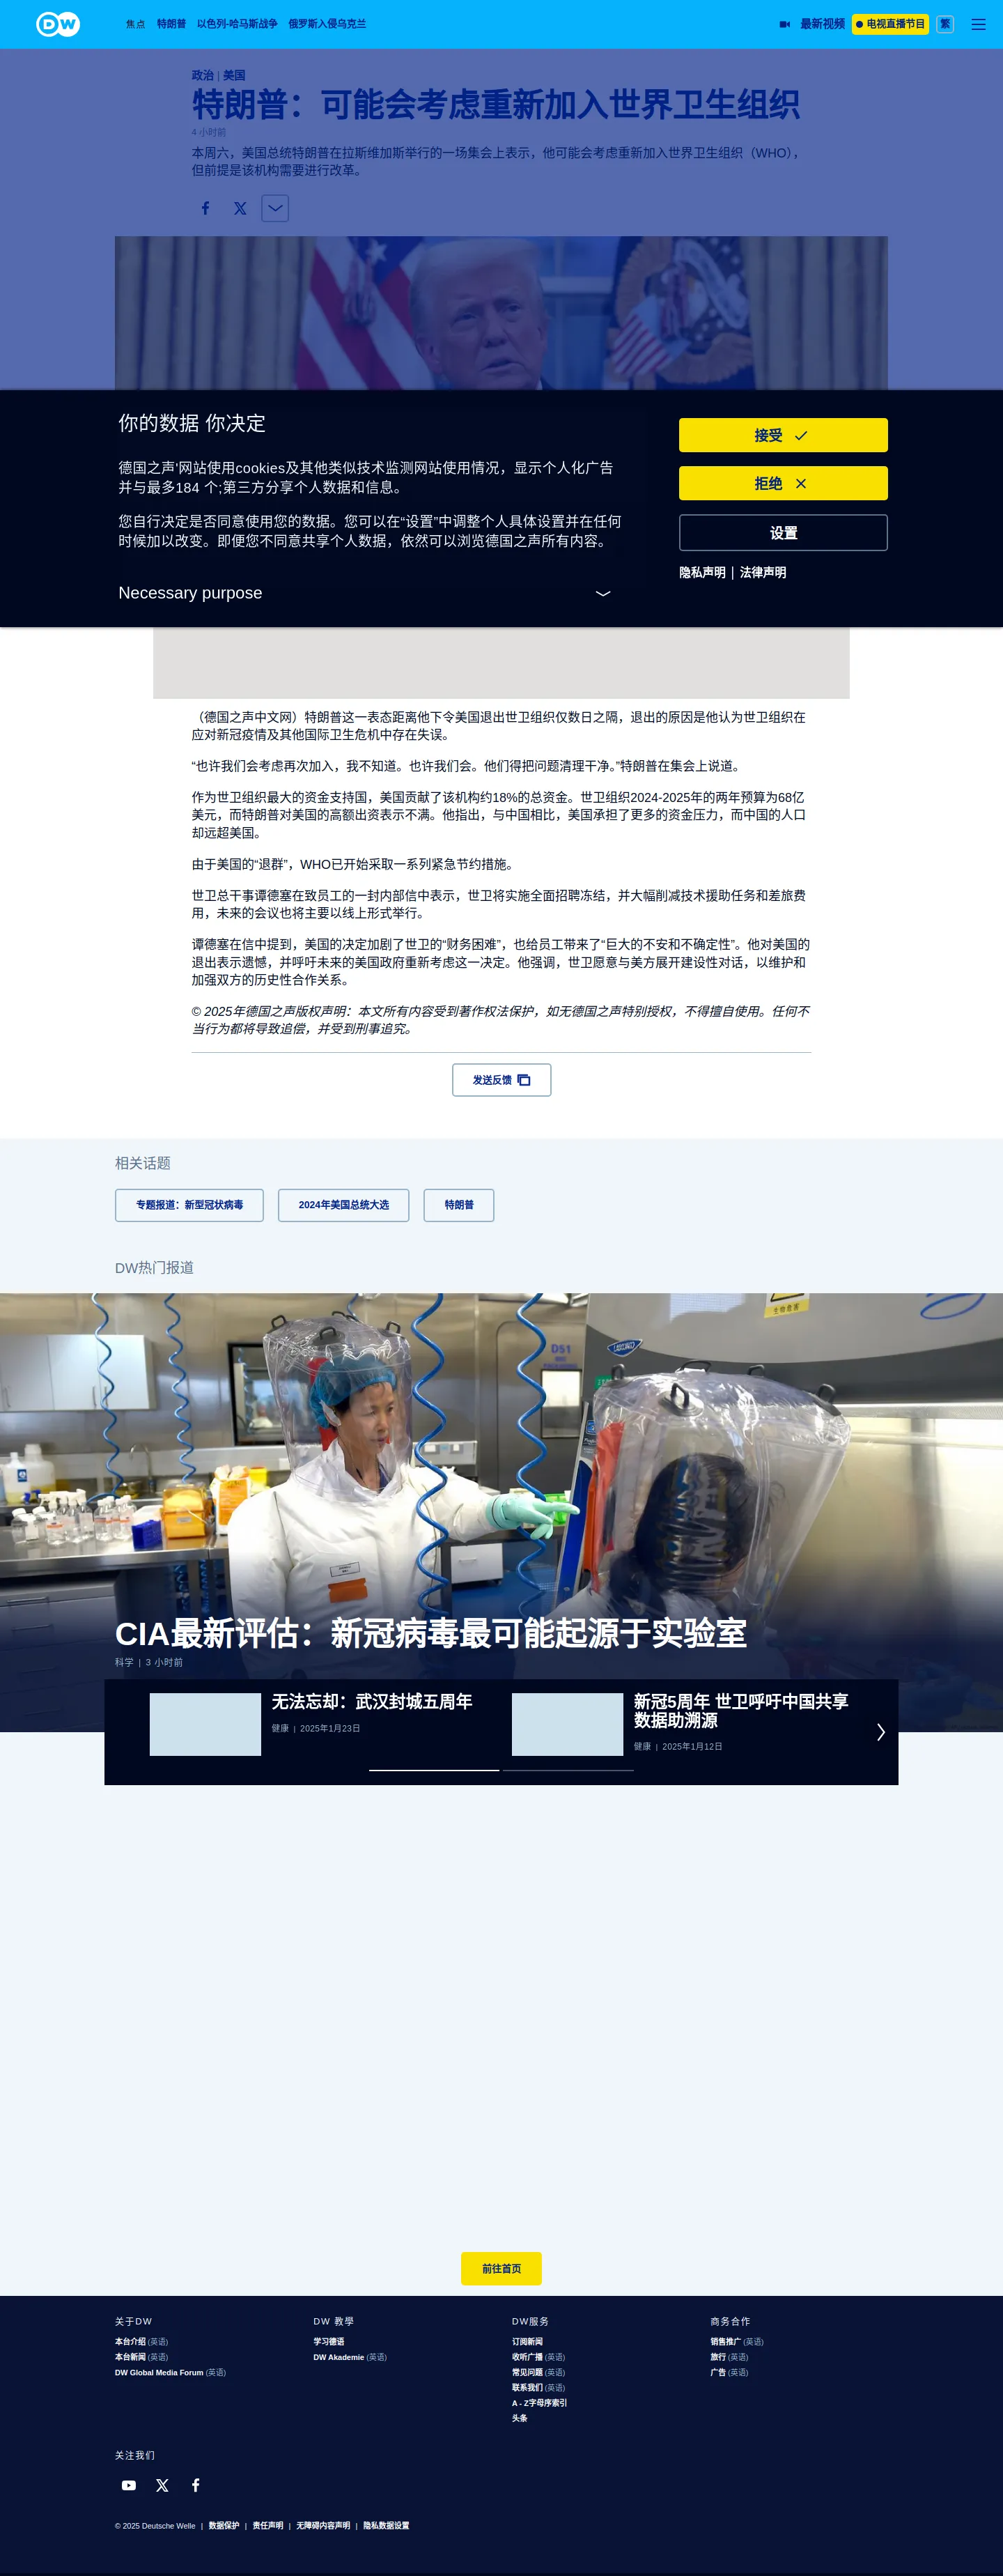 DW
焦点 特朗普 以色列-哈马斯战争 俄罗斯入侵乌克兰
最新视频 电视直播节目 繁
政治 | 美国
特朗普：可能会考虑重新加入世界卫生组织
4 小时前
本周六，美国总统特朗普在拉斯维加斯举行的一场集会上表示，他可能会考虑重新加入世界卫生组织（WHO），
但前提是该机构需要进行改革。
你的数据 你决定
德国之声'网站使用cookies及其他类似技术监测网站使用情况，显示个人化广告
并与最多184 个;第三方分享个人数据和信息。
您自行决定是否同意使用您的数据。您可以在“设置”中调整个人具体设置并在任何
时候加以改变。即便您不同意共享个人数据，依然可以浏览德国之声所有内容。
Necessary purpose
接受
拒绝
设置
隐私声明 | 法律声明
（德国之声中文网）特朗普这一表态距离他下令美国退出世卫组织仅数日之隔，退出的原因是他认为世卫组织在
应对新冠疫情及其他国际卫生危机中存在失误。
“也许我们会考虑再次加入，我不知道。也许我们会。他们得把问题清理干净。”特朗普在集会上说道。
作为世卫组织最大的资金支持国，美国贡献了该机构约18%的总资金。世卫组织2024-2025年的两年预算为68亿
美元，而特朗普对美国的高额出资表示不满。他指出，与中国相比，美国承担了更多的资金压力，而中国的人口
却远超美国。
由于美国的“退群”，WHO已开始采取一系列紧急节约措施。
世卫总干事谭德塞在致员工的一封内部信中表示，世卫将实施全面招聘冻结，并大幅削减技术援助任务和差旅费
用，未来的会议也将主要以线上形式举行。
谭德塞在信中提到，美国的决定加剧了世卫的“财务困难”，也给员工带来了“巨大的不安和不确定性”。他对美国的
退出表示遗憾，并呼吁未来的美国政府重新考虑这一决定。他强调，世卫愿意与美方展开建设性对话，以维护和
加强双方的历史性合作关系。
© 2025年德国之声版权声明：本文所有内容受到著作权法保护，如无德国之声特别授权，不得擅自使用。任何不
当行为都将导致追偿，并受到刑事追究。
发送反馈
相关话题
专题报道：新型冠状病毒 2024年美国总统大选 特朗普
DW热门报道
生物危害
D51
CIA最新评估：新冠病毒最可能起源于实验室
科学 | 3 小时前
无法忘却：武汉封城五周年
健康 | 2025年1月23日
新冠5周年 世卫呼吁中国共享
数据助溯源
健康 | 2025年1月12日
前往首页
关于DW
本台介绍 (英语)
本台新闻 (英语)
DW Global Media Forum (英语)
DW 教學
学习德语
DW Akademie (英语)
DW服务
订阅新闻
收听广播 (英语)
常见问题 (英语)
联系我们 (英语)
A - Z字母序索引
头条
商务合作
销售推广 (英语)
旅行 (英语)
广告 (英语)
关注我们
© 2025 Deutsche Welle | 数据保护 | 责任声明 | 无障碍内容声明 | 隐私数据设置